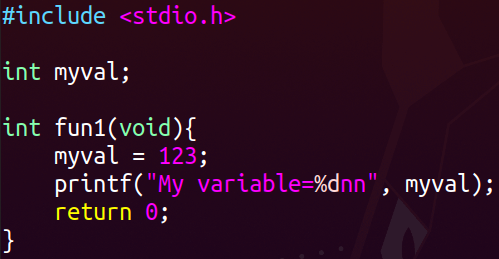 #include <stdio.h>

int myval;

int fun1(void){
    myval = 123;
    printf("My variable=%dnn", myval);
    return 0;
}